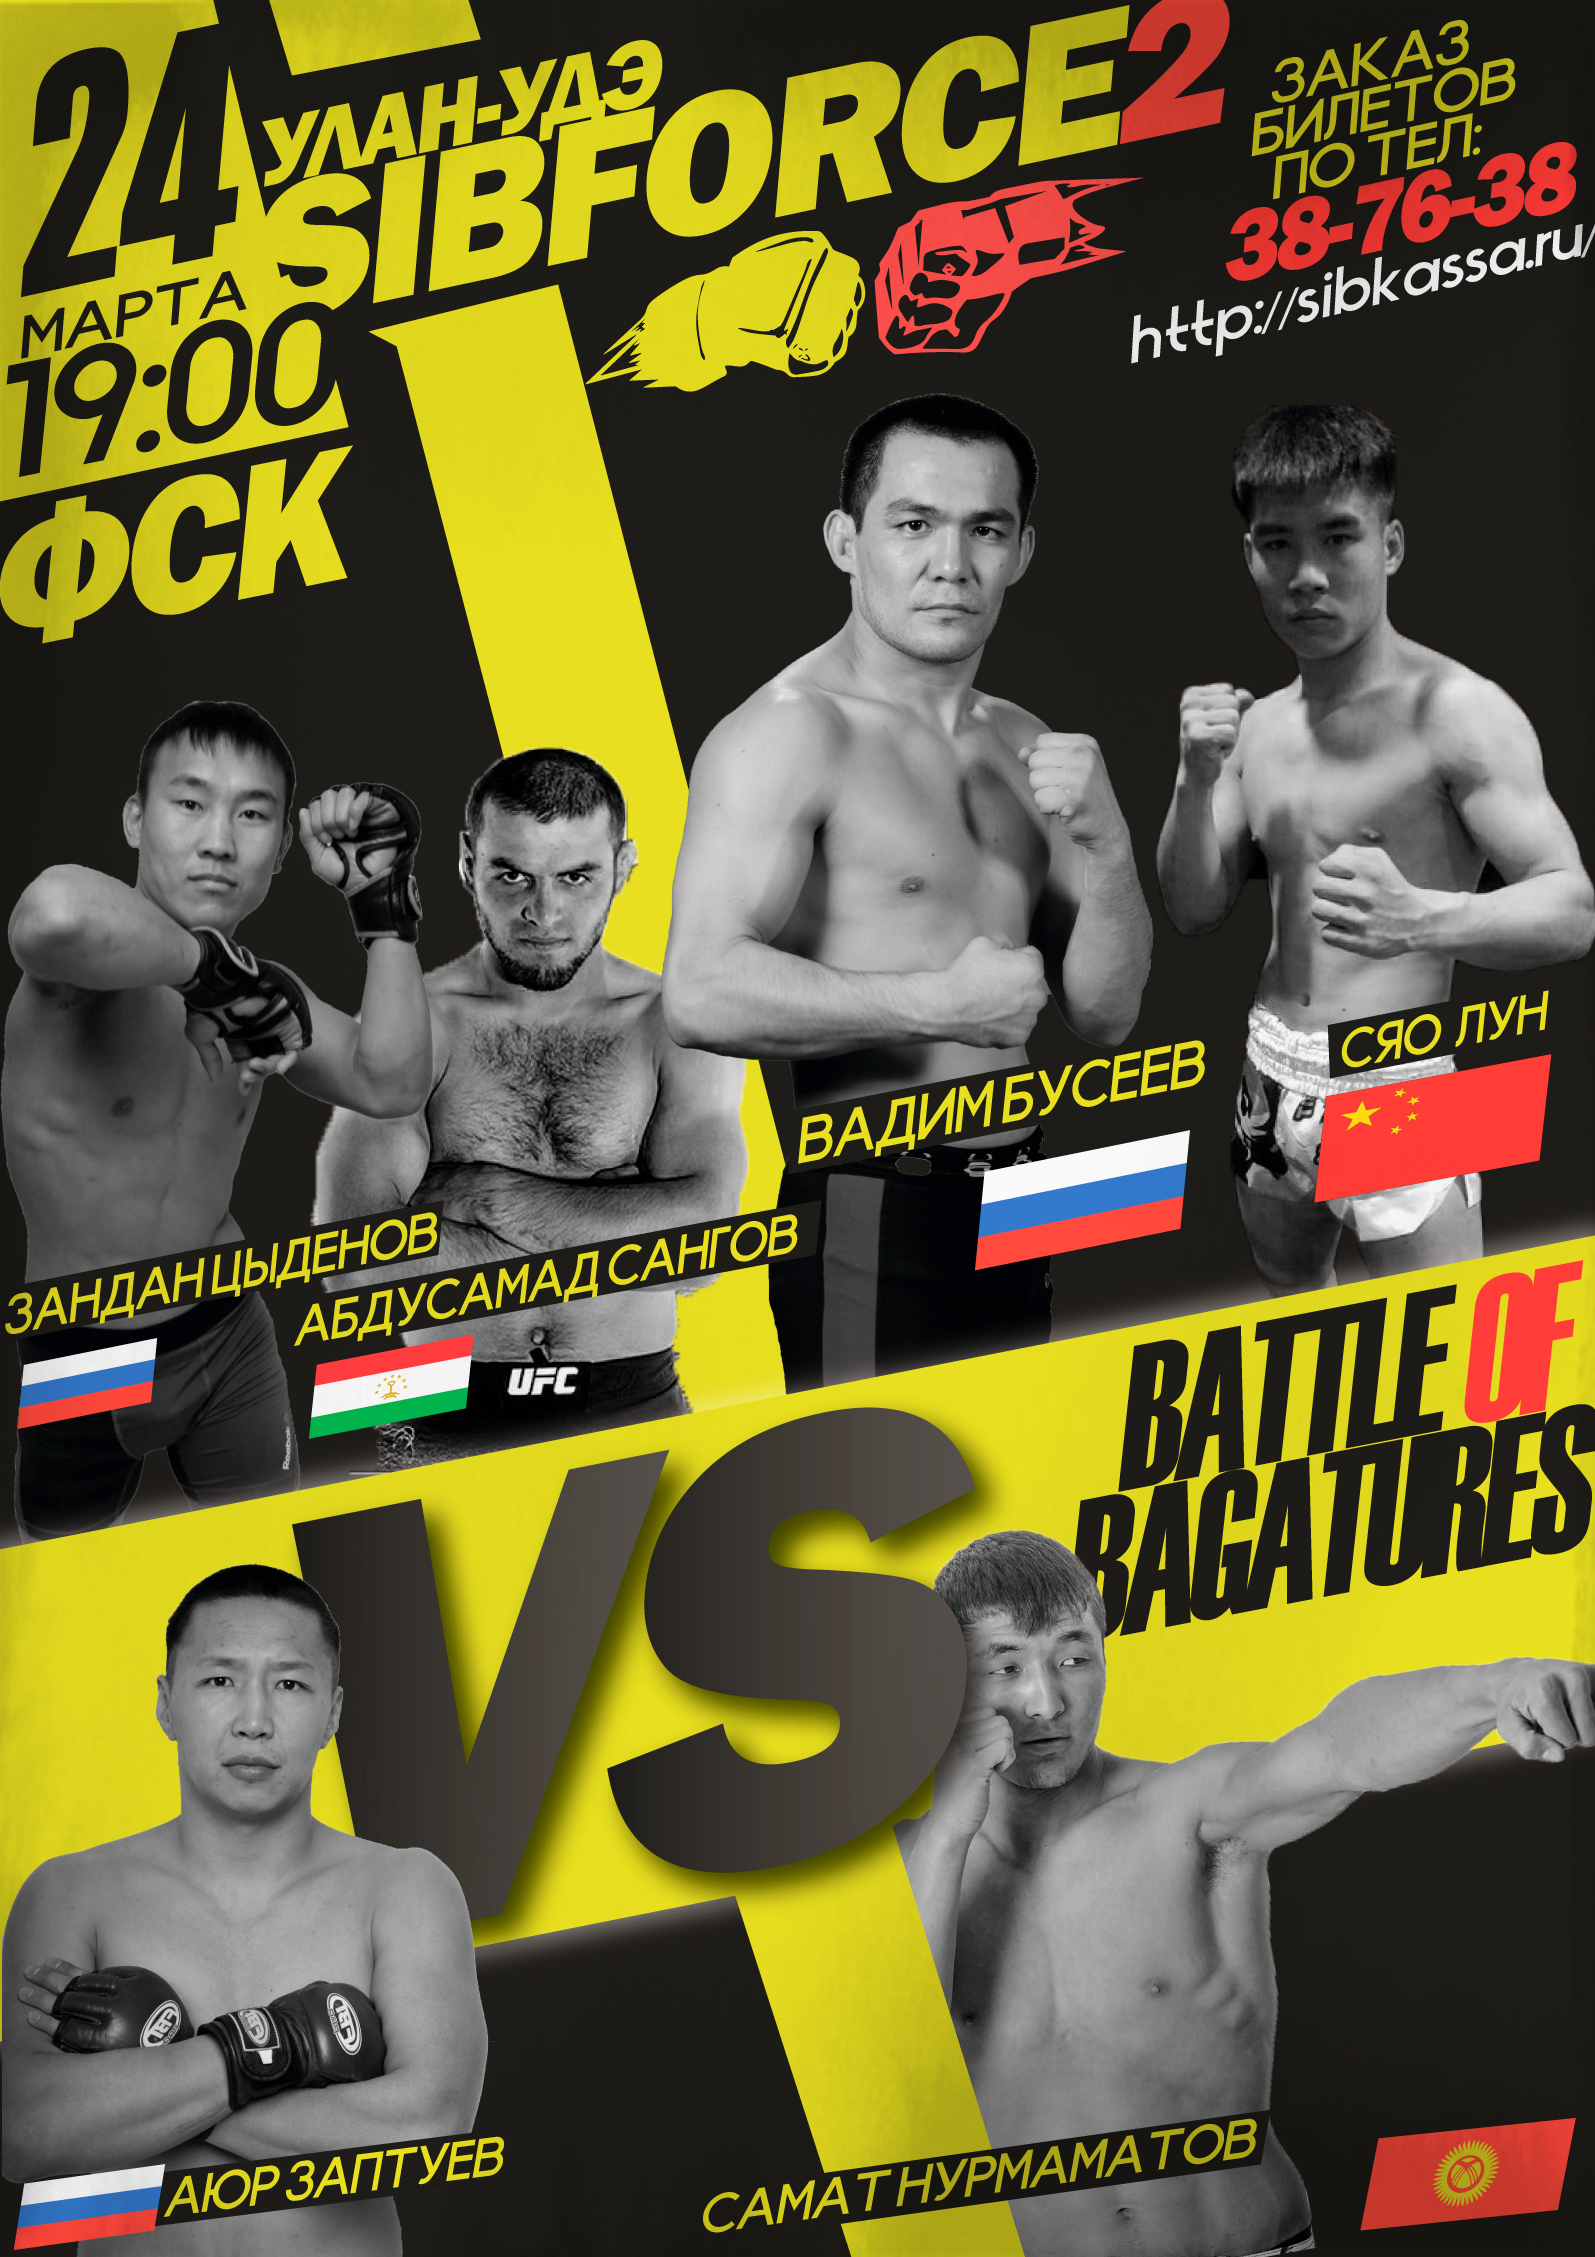 24
МАРТА
19:00
ФСК
УЛАН-УДЭ
SIBFORCE2
ЗАКАЗ
БИЛЕТОВ
ПО ТЕЛ:
38-76-38
http://sibkassa.ru/
СЯО ЛУН
ВАДИМ БУСЕЕВ
ЗАНДАН ЦЫДЕНОВ
АБДУСАМАД САНГОВ
UFC
Reebok
BATTLE OF
BAGATURES
VS
АЮР ЗАПТУЕВ
САМАТ НУРМАМАТОВ